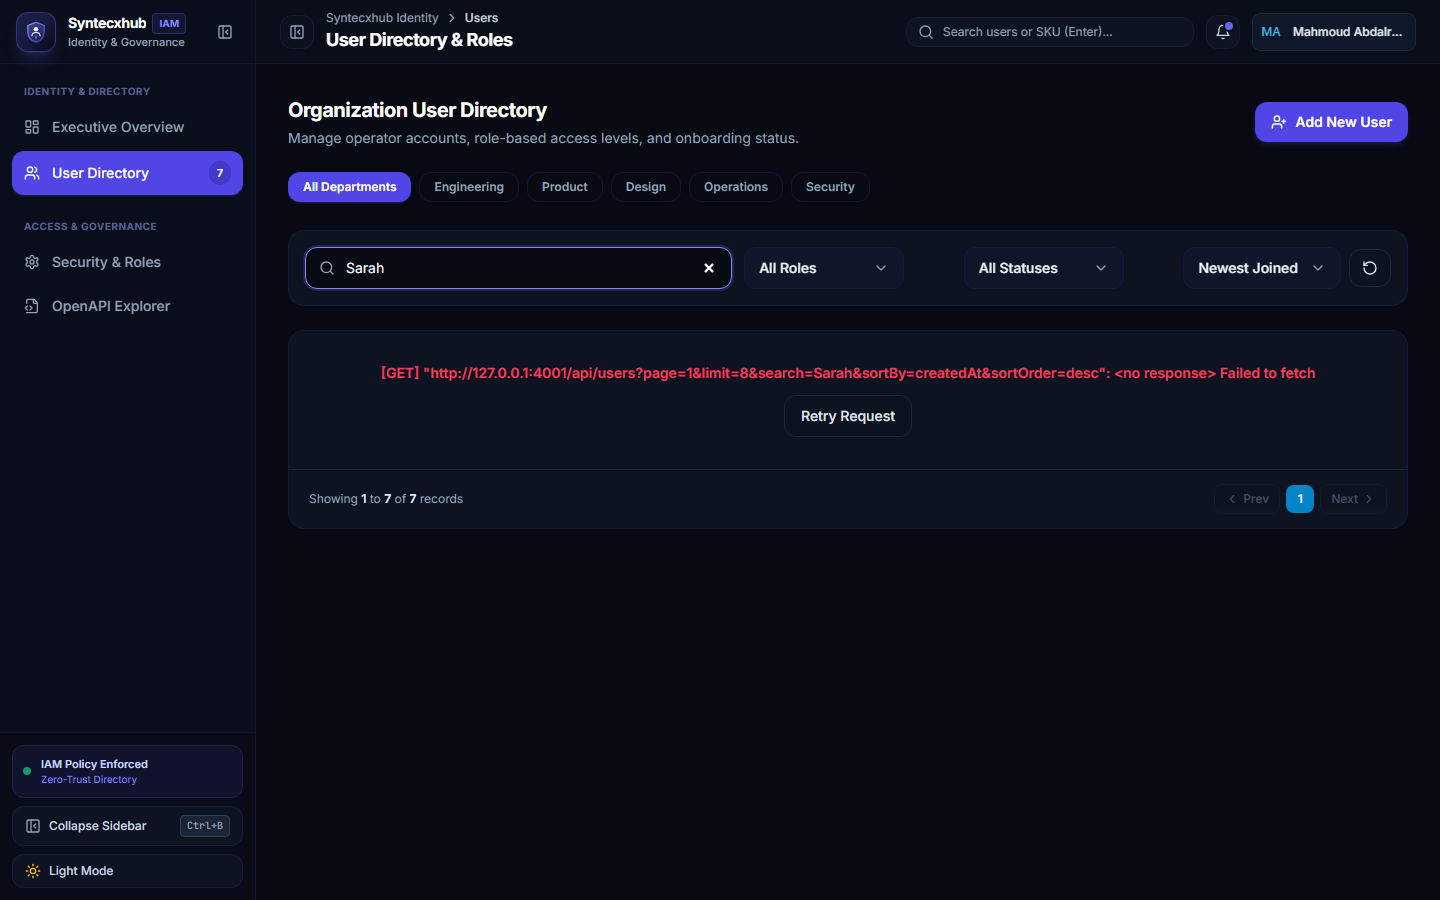 Syntecxhub IAM
Identity & Governance
Syntecxhub Identity > Users
User Directory & Roles
Search users or SKU (Enter)...
MA Mahmoud Abdalr...
IDENTITY & DIRECTORY
Executive Overview
User Directory 7
ACCESS & GOVERNANCE
Security & Roles
OpenAPI Explorer
Organization User Directory
Manage operator accounts, role-based access levels, and onboarding status.
Add New User
All Departments Engineering Product Design Operations Security
Sarah All Roles All Statuses Newest Joined
[GET] "http://127.0.0.1:4001/api/users?page=1&limit=8&search=Sarah&sortBy=createdAt&sortOrder=desc": <no response> Failed to fetch
Retry Request
Showing 1 to 7 of 7 records
Prev 1 Next
IAM Policy Enforced
Zero-Trust Directory
Collapse Sidebar Ctrl+B
Light Mode